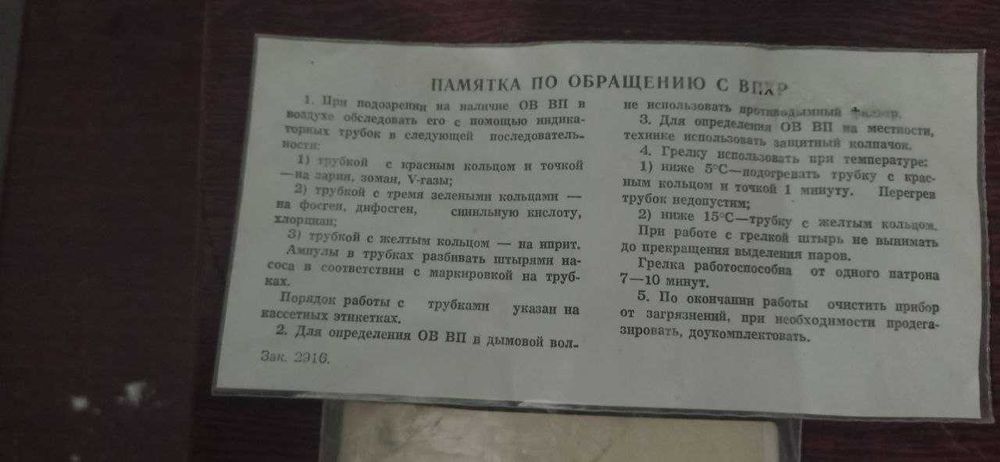 ПАМЯТКА ПО ОБРАЩЕНИЮ С ВПХР
1. При подозрении на наличие ОВ ВП в
воздухе обследовать его с помощью индика-
торных трубок в следующей последователь-
ности:
1) трубкой с красным кольцом и точкой
—на зарин, зоман, V-газы;
2) трубкой с тремя зелеными кольцами —
на фосген, дифосген, синильную кислоту,
хлорциан;
3) трубкой с желтым кольцом — на иприт.
Ампулы в трубках разбивать штырями на-
соса в соответствии с маркировкой на труб-
ках.
Порядок работы с трубками указан на
кассетных этикетках.
2. Для определения ОВ ВП в дымовой вол-
Зак. 2916.
не использовать противодымный фильтр.
3. Для определения ОВ ВП на местности,
технике использовать защитный колпачок.
4. Грелку использовать при температуре:
1) ниже 5°С—подогревать трубку с крас-
ным кольцом и точкой 1 минуту. Перегрев
трубок недопустим;
2) ниже 15°С—трубку с желтым кольцом.
При работе с грелкой штырь не вынимать
до прекращения выделения паров.
Грелка работоспособна от одного патрона
7—10 минут.
5. По окончании работы очистить прибор
от загрязнений, при необходимости продега-
зировать, доукомплектовать.